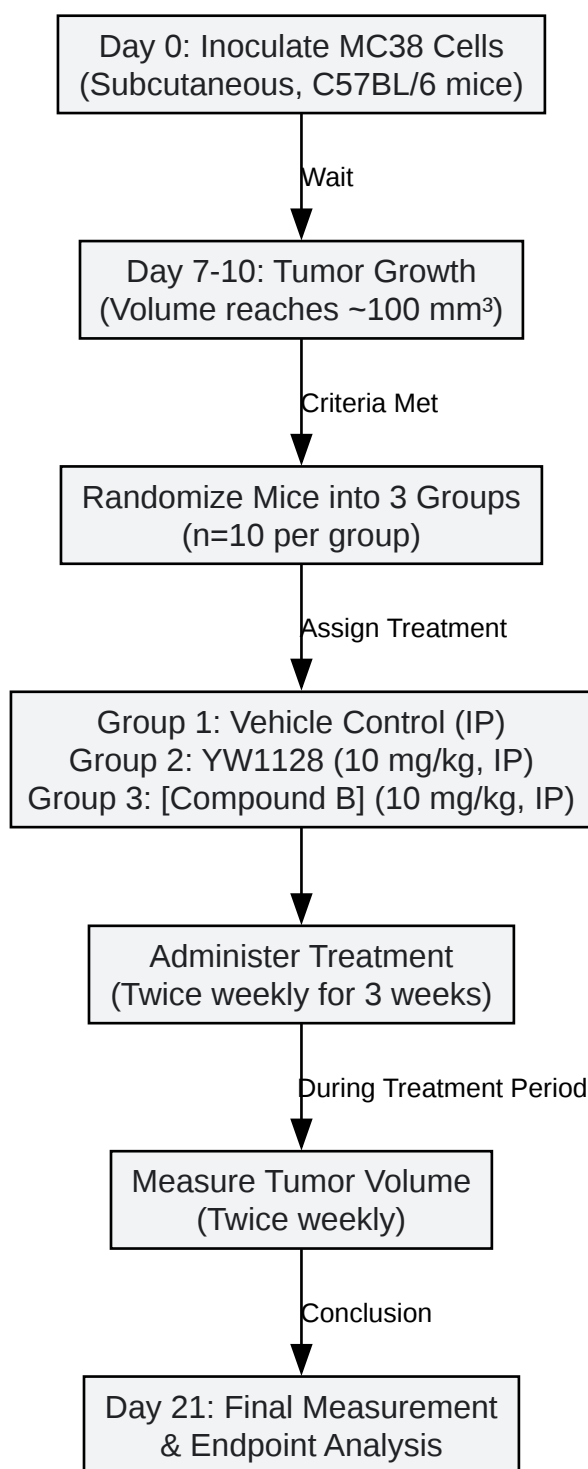 Day 0: Inoculate MC38 Cells
(Subcutaneous, C57BL/6 mice)
Wait
Day 7-10: Tumor Growth
(Volume reaches ~100 mm³)
Criteria Met
Randomize Mice into 3 Groups
(n=10 per group)
Assign Treatment
Group 1: Vehicle Control (IP)
Group 2: YW1128 (10 mg/kg, IP)
Group 3: [Compound B] (10 mg/kg, IP)
Administer Treatment
(Twice weekly for 3 weeks)
During Treatment Period
Measure Tumor Volume
(Twice weekly)
Conclusion
Day 21: Final Measurement
& Endpoint Analysis